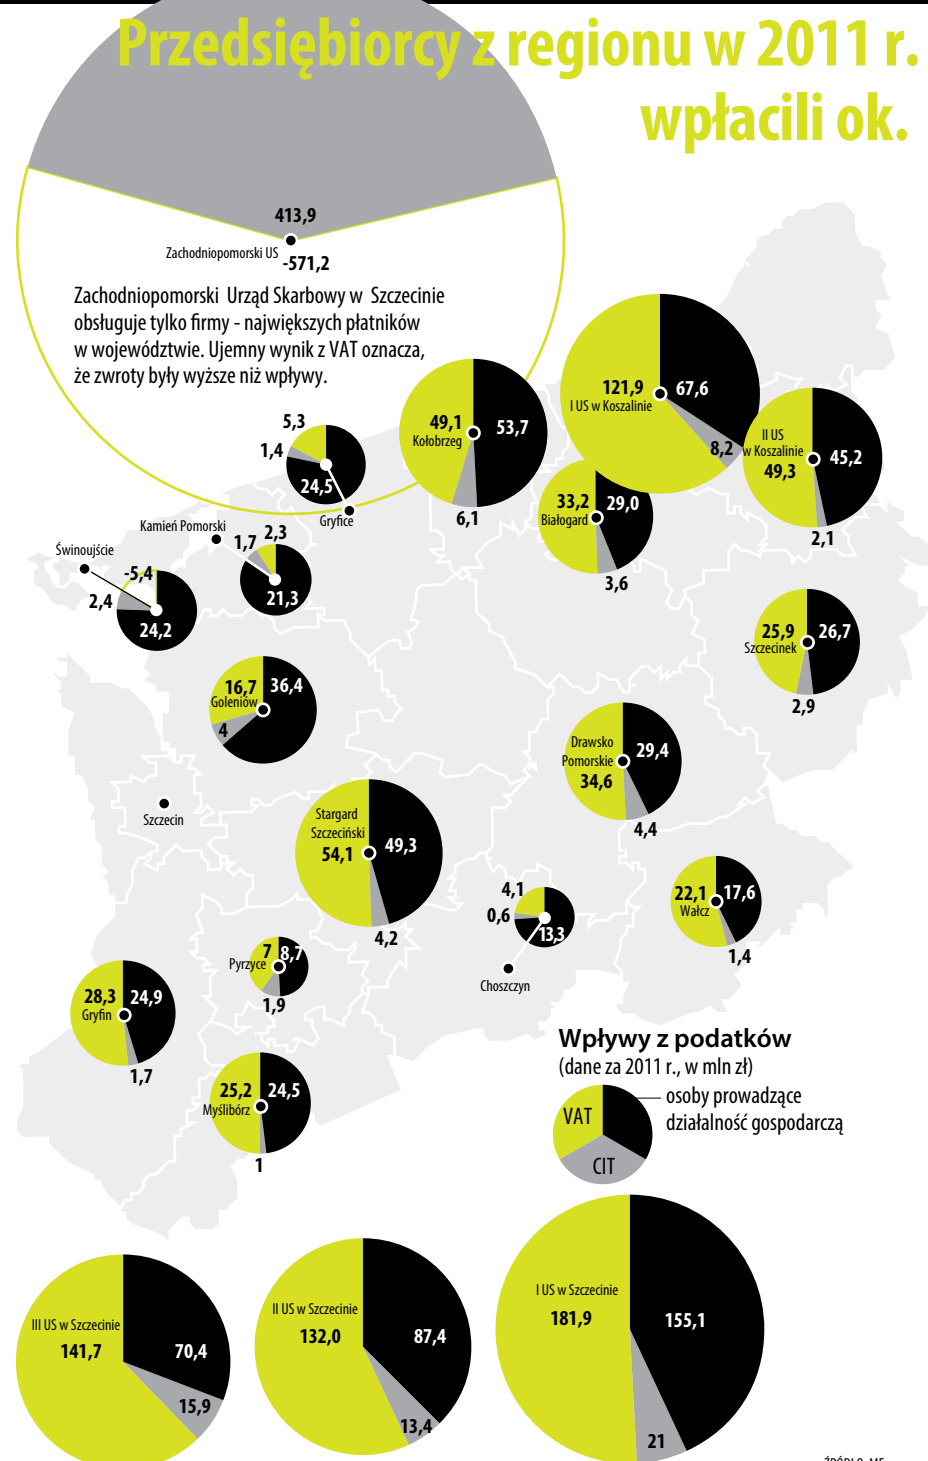 Przedsiębiorcy z regionu w 2011 r.
wpłacili ok.
413,9
Zachodniopomorski US
-571,2
Zachodniopomorski Urząd Skarbowy w Szczecinie
obsługuje tylko firmy - największych płatników
w województwie. Ujemny wynik z VAT oznacza,
że zwroty były wyższe niż wpływy.
121,9
I US w Koszalinie
67,6
8,2
49,1
Kołobrzeg
53,7
6,1
5,3
1,4
24,5
Gryfice
II US
w Koszalinie
49,3
45,2
2,1
33,2
Białogard
29,0
3,6
Kamień Pomorski
1,7
2,3
21,3
Świnoujście
-5,4
2,4
24,2
25,9
Szczecinek
26,7
2,9
16,7
Goleniów
36,4
4
Drawsko
Pomorskie
34,6
29,4
4,4
Szczecin
Stargard
Szczeciński
54,1
49,3
4,2
4,1
0,6
13,3
Choszczyn
22,1
Wałcz
17,6
1,4
7
Pyrzyce
8,7
1,9
28,3
Gryfin
24,9
1,7
25,2
Myślibórz
24,5
1
Wpływy z podatków
(dane za 2011 r., w mln zł)
VAT
CIT
osoby prowadzące
działalność gospodarczą
III US w Szczecinie
141,7
70,4
15,9
II US w Szczecinie
132,0
87,4
13,4
I US w Szczecinie
181,9
155,1
21